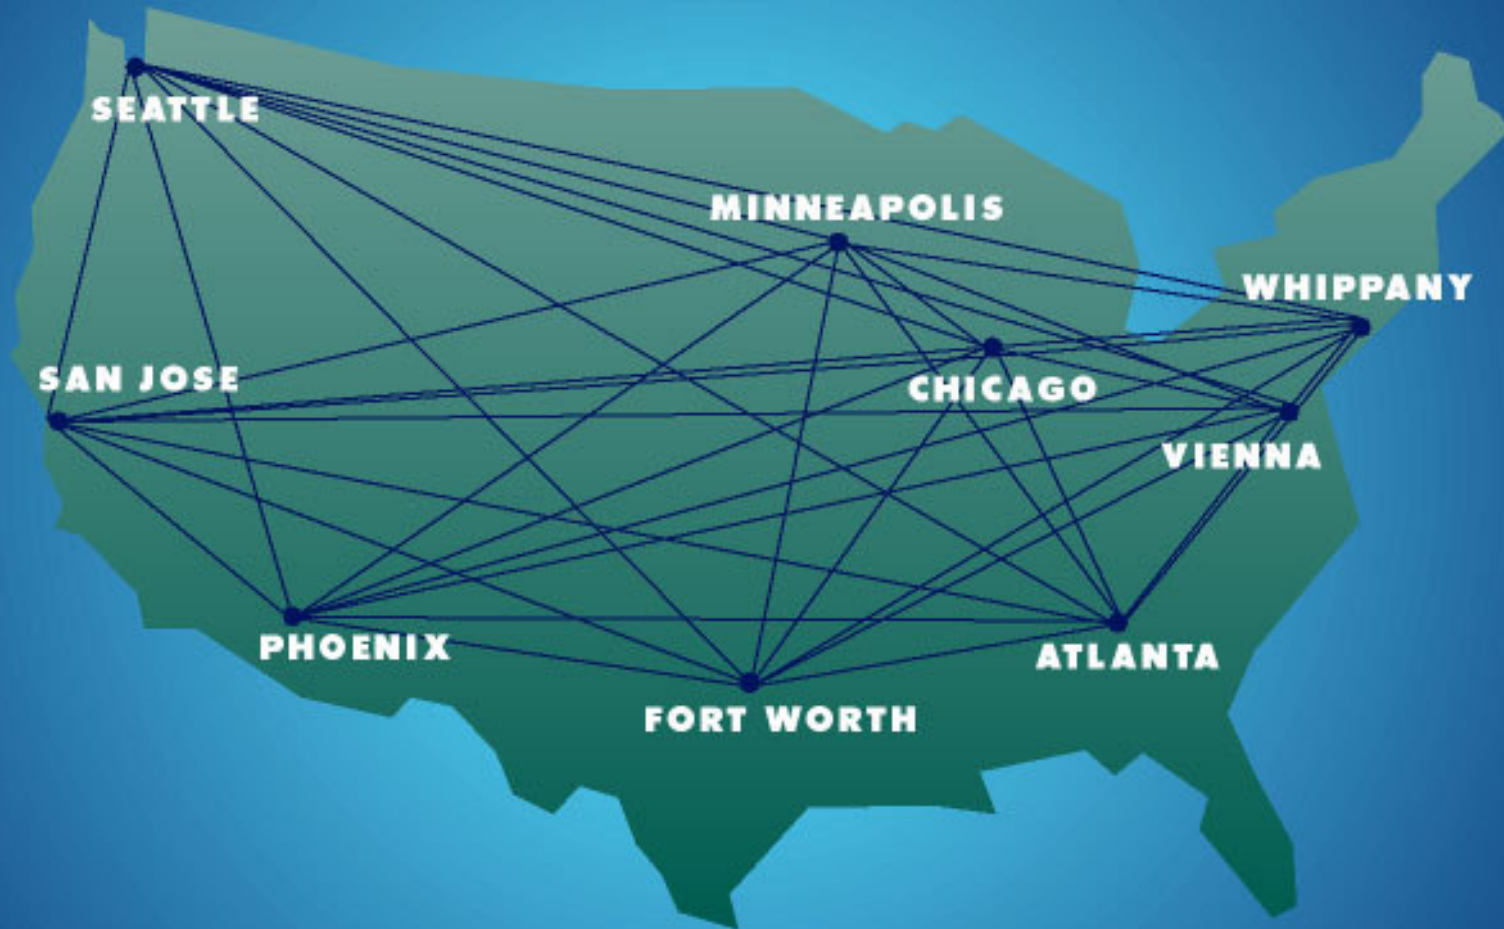 SEATTLE
MINNEAPOLIS
WHIPPANY
SAN JOSE
CHICAGO
VIENNA
PHOENIX
ATLANTA
FORT WORTH